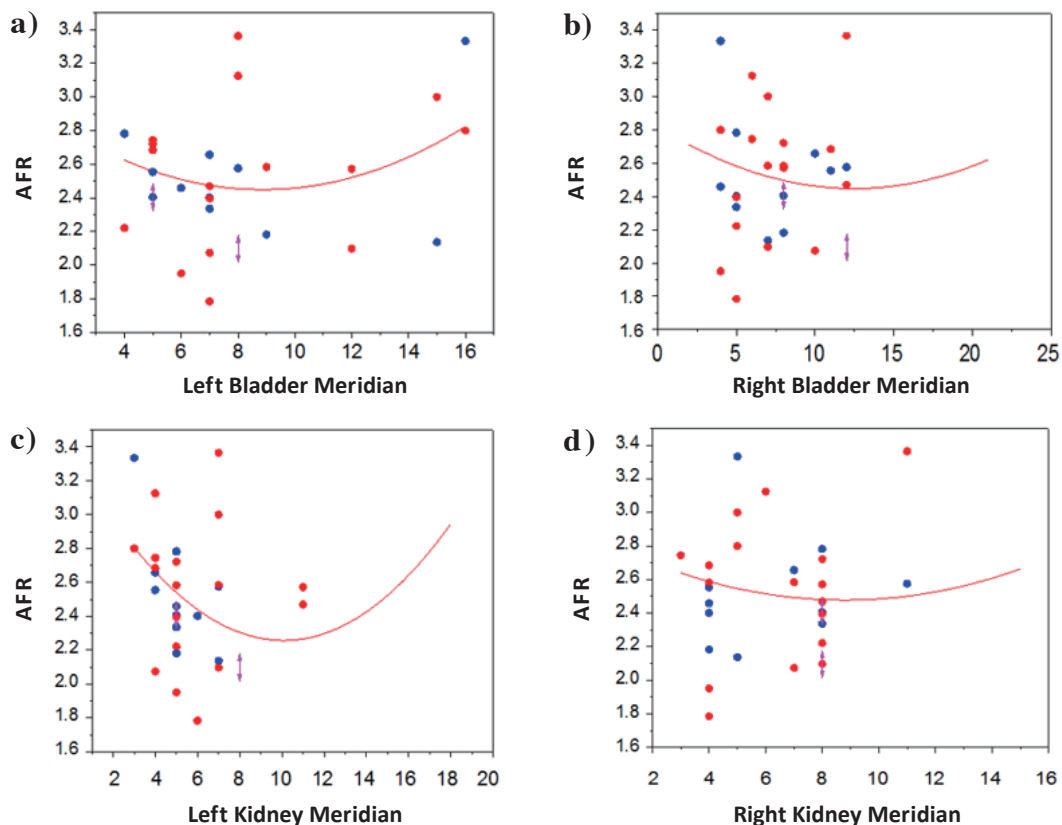 a)
3.4
3.2
3.0
2.8
2.6
2.4
2.2
2.0
1.8
1.6
AFR
4 6 8 10 12 14 16
Left Bladder Meridian
b)
3.4
3.2
3.0
2.8
2.6
2.4
2.2
2.0
1.8
1.6
AFR
0 5 10 15 20 25
Right Bladder Meridian
c)
3.4
3.2
3.0
2.8
2.6
2.4
2.2
2.0
1.8
1.6
AFR
2 4 6 8 10 12 14 16 18 20
Left Kidney Meridian
d)
3.4
3.2
3.0
2.8
2.6
2.4
2.2
2.0
1.8
1.6
AFR
2 4 6 8 10 12 14 16
Right Kidney Meridian